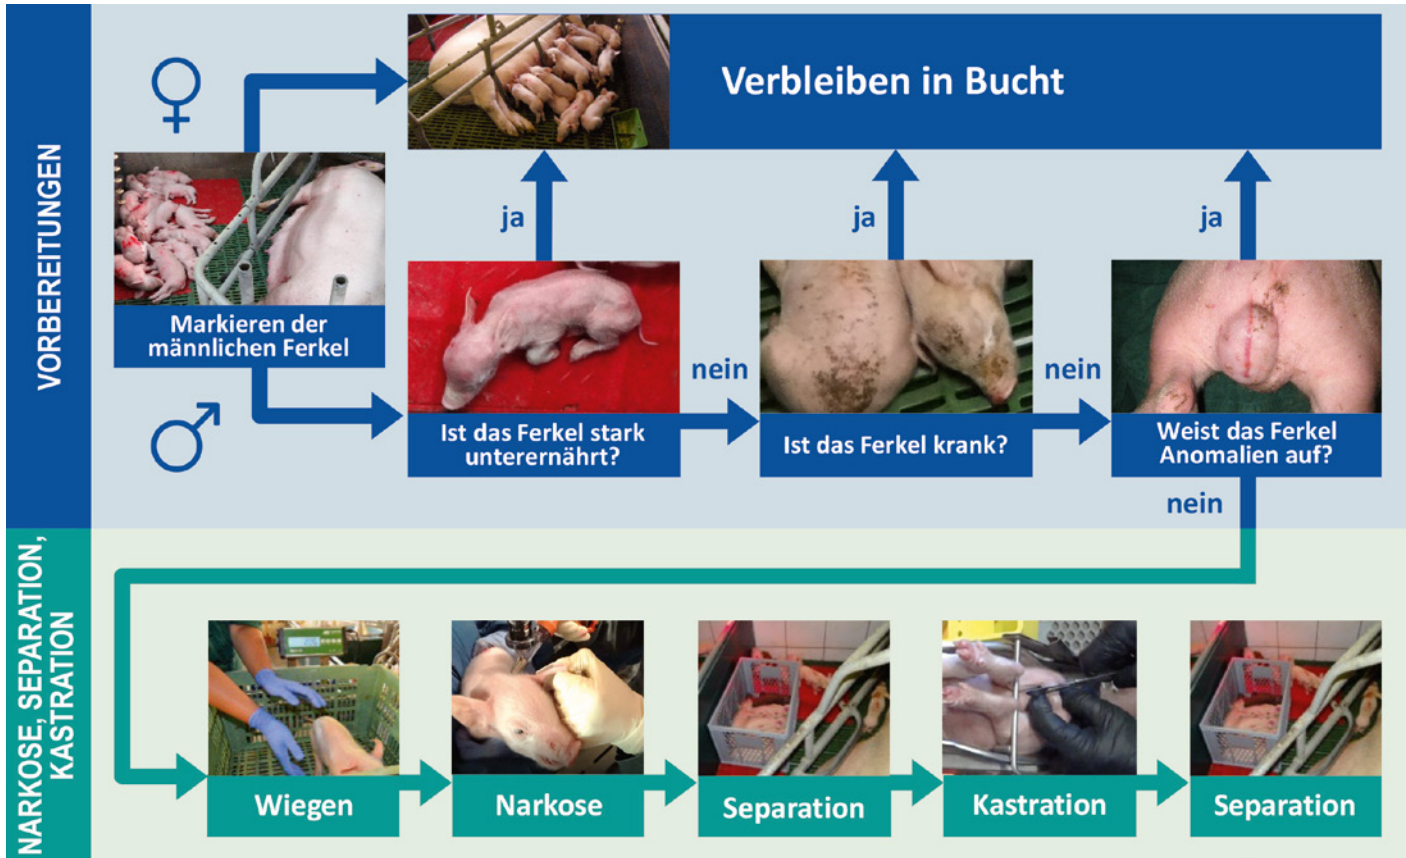 VORBEREITUNGEN
Verbleiben in Bucht
ja
ja
ja
Markieren der
männlichen Ferkel
nein
nein
Ist das Ferkel stark
unterernährt?
Ist das Ferkel krank?
Weist das Ferkel
Anomalien auf?
nein
NARKOSE, SEPARATION,
KASTRATION
Wiegen
Narkose
Separation
Kastration
Separation